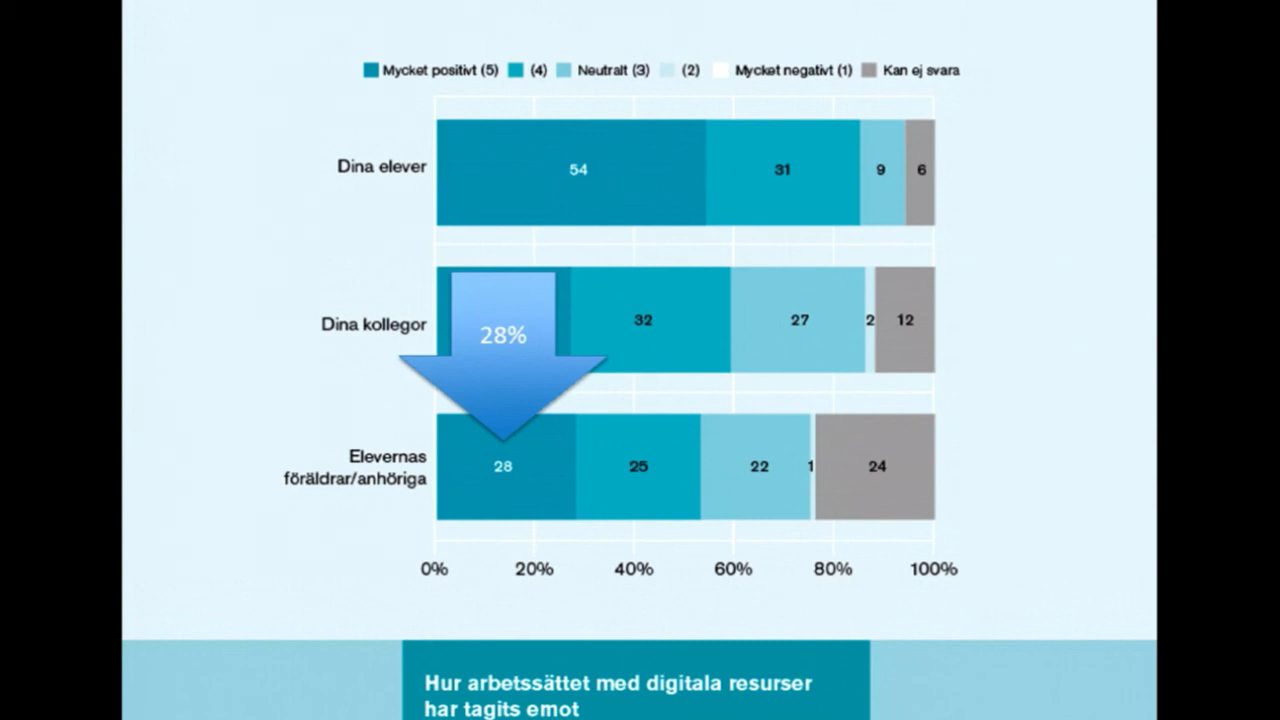 Mycket positivt (5) (4) Neutralt (3) (2) Mycket negativt (1) Kan ej svara
Dina elever 54 31 9 6
Dina kollegor 28% 32 27 2 12
Elevernas
föräldrar/anhöriga 28 25 22 1 24
0% 20% 40% 60% 80% 100%
Hur arbetssättet med digitala resurser
har tagits emot